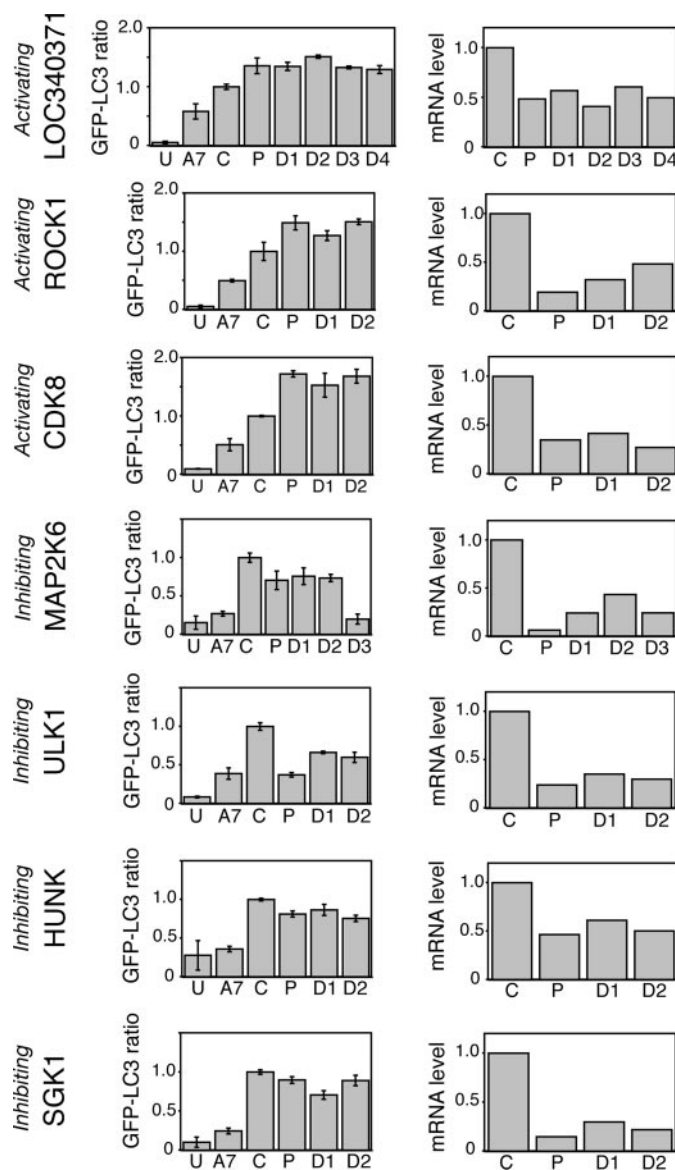 Activating
LOC340371
GFP-LC3 ratio
2.0
1.0
0
U A7 C P D1 D2 D3 D4
mRNA level
1.0
0.5
0
C P D1 D2 D3 D4
Activating
ROCK1
GFP-LC3 ratio
2.0
1.0
0
U A7 C P D1 D2
mRNA level
1.0
0.5
0
C P D1 D2
Activating
CDK8
GFP-LC3 ratio
2.0
1.0
0
U A7 C P D1 D2
mRNA level
1.0
0.5
0
C P D1 D2
Inhibiting
MAP2K6
GFP-LC3 ratio
1.0
0.5
0
U A7 C P D1 D2 D3
mRNA level
1.0
0.5
0
C P D1 D2 D3
Inhibiting
ULK1
GFP-LC3 ratio
1.0
0.5
0
U A7 C P D1 D2
mRNA level
1.0
0.5
0
C P D1 D2
Inhibiting
HUNK
GFP-LC3 ratio
1.0
0.5
0
U A7 C P D1 D2
mRNA level
1.0
0.5
0
C P D1 D2
Inhibiting
SGK1
GFP-LC3 ratio
1.0
0.5
0
U A7 C P D1 D2
mRNA level
1.0
0.5
0
C P D1 D2